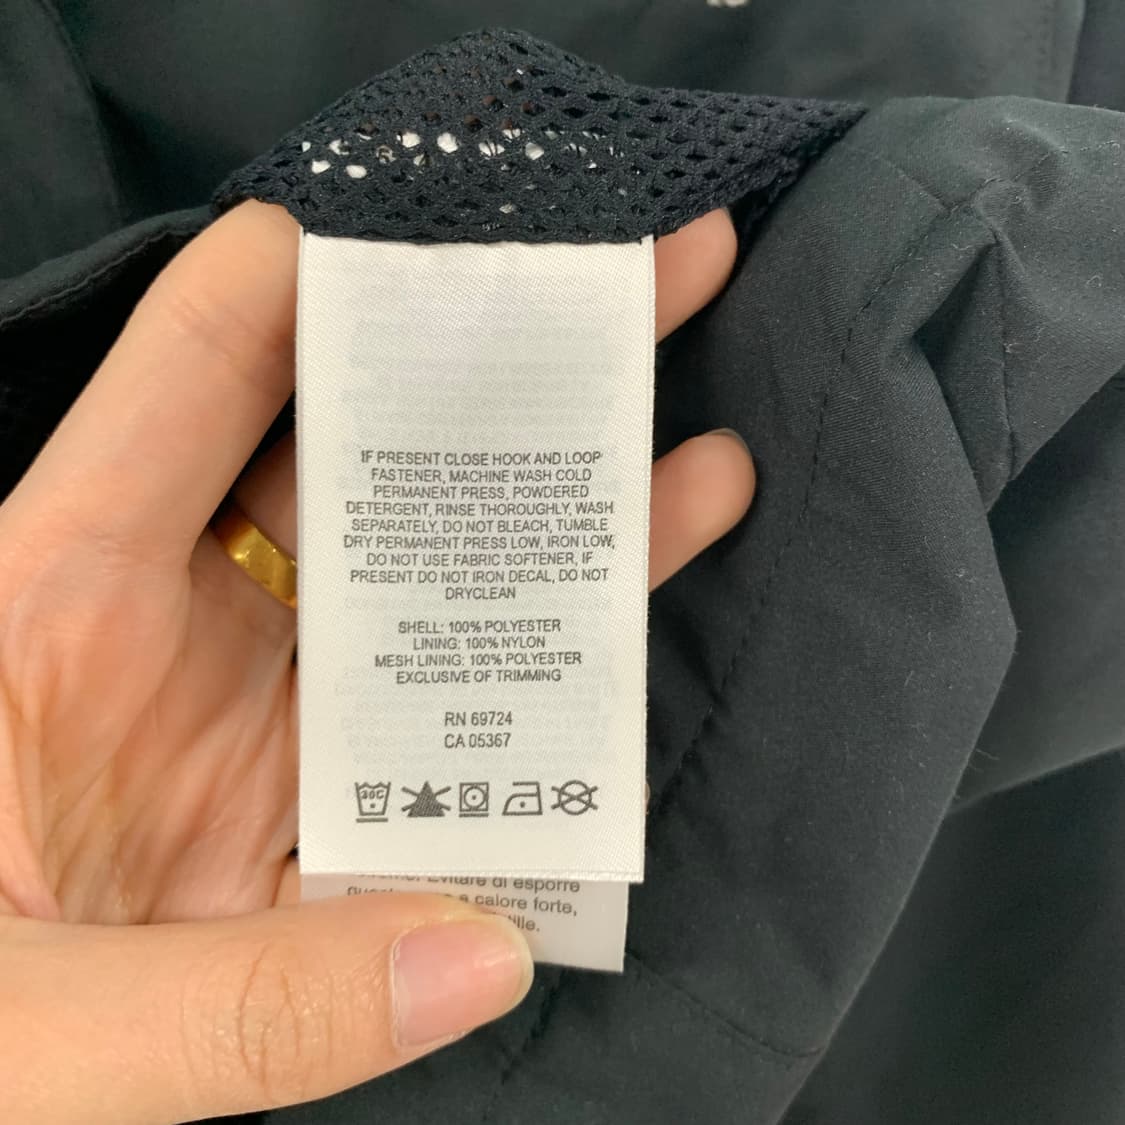 IF PRESENT CLOSE HOOK AND LOOP
FASTENER, MACHINE WASH COLD
PERMANENT PRESS, POWDERED
DETERGENT, RINSE THOROUGHLY, WASH
SEPARATELY, DO NOT BLEACH, TUMBLE
DRY PERMANENT PRESS LOW, IRON LOW,
DO NOT USE FABRIC SOFTENER, IF
PRESENT DO NOT IRON DECAL, DO NOT
DRYCLEAN
SHELL: 100% POLYESTER
LINING: 100% NYLON
MESH LINING: 100% POLYESTER
EXCLUSIVE OF TRIMMING
RN 69724
CA 05367
30C
Evitare di esporre
a calore forte,